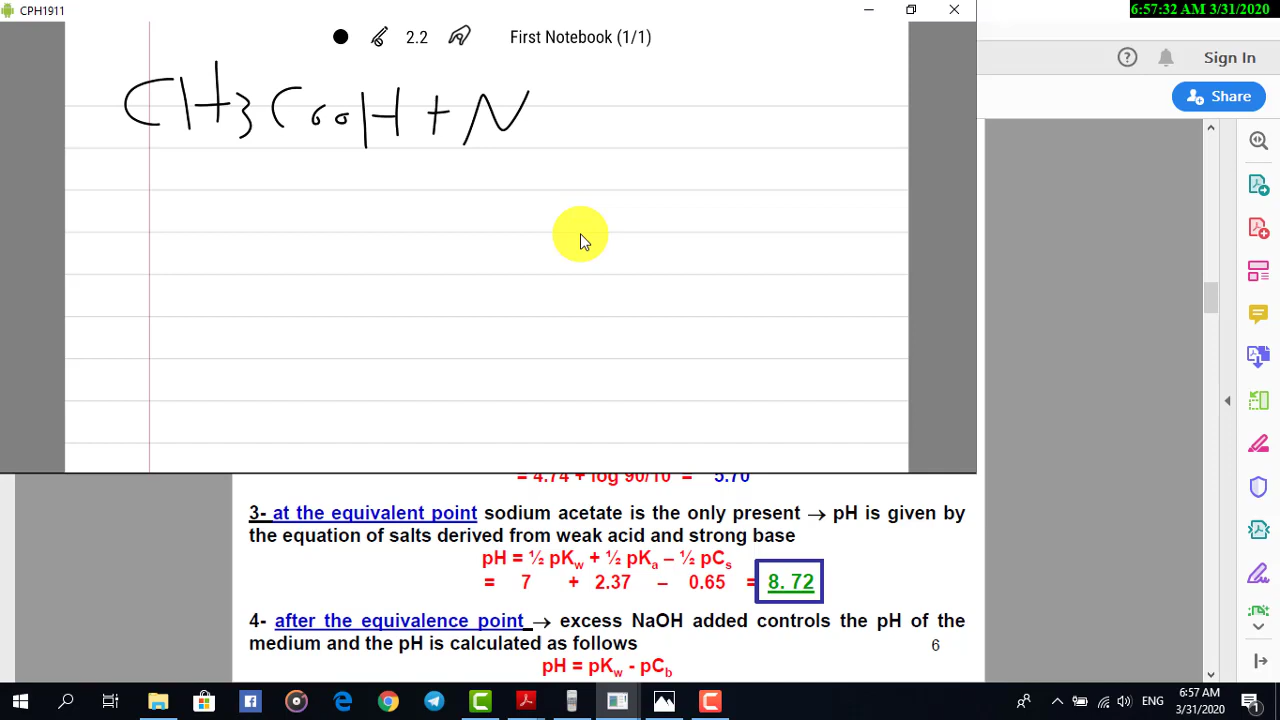 CPH1911
6:57:32 AM 3/31/2020
2.2 First Notebook (1/1)
Sign In
Share
CH3COOH + N
= 4.74 + log 90/10 = 5.70
3- at the equivalent point sodium acetate is the only present → pH is given by
the equation of salts derived from weak acid and strong base
pH = ½ pKw + ½ pKa – ½ pCs
= 7 + 2.37 – 0.65 = 8. 72
4- after the equivalence point → excess NaOH added controls the pH of the
medium and the pH is calculated as follows
6
pH = pKw - pCb
ENG
6:57 AM
3/31/2020